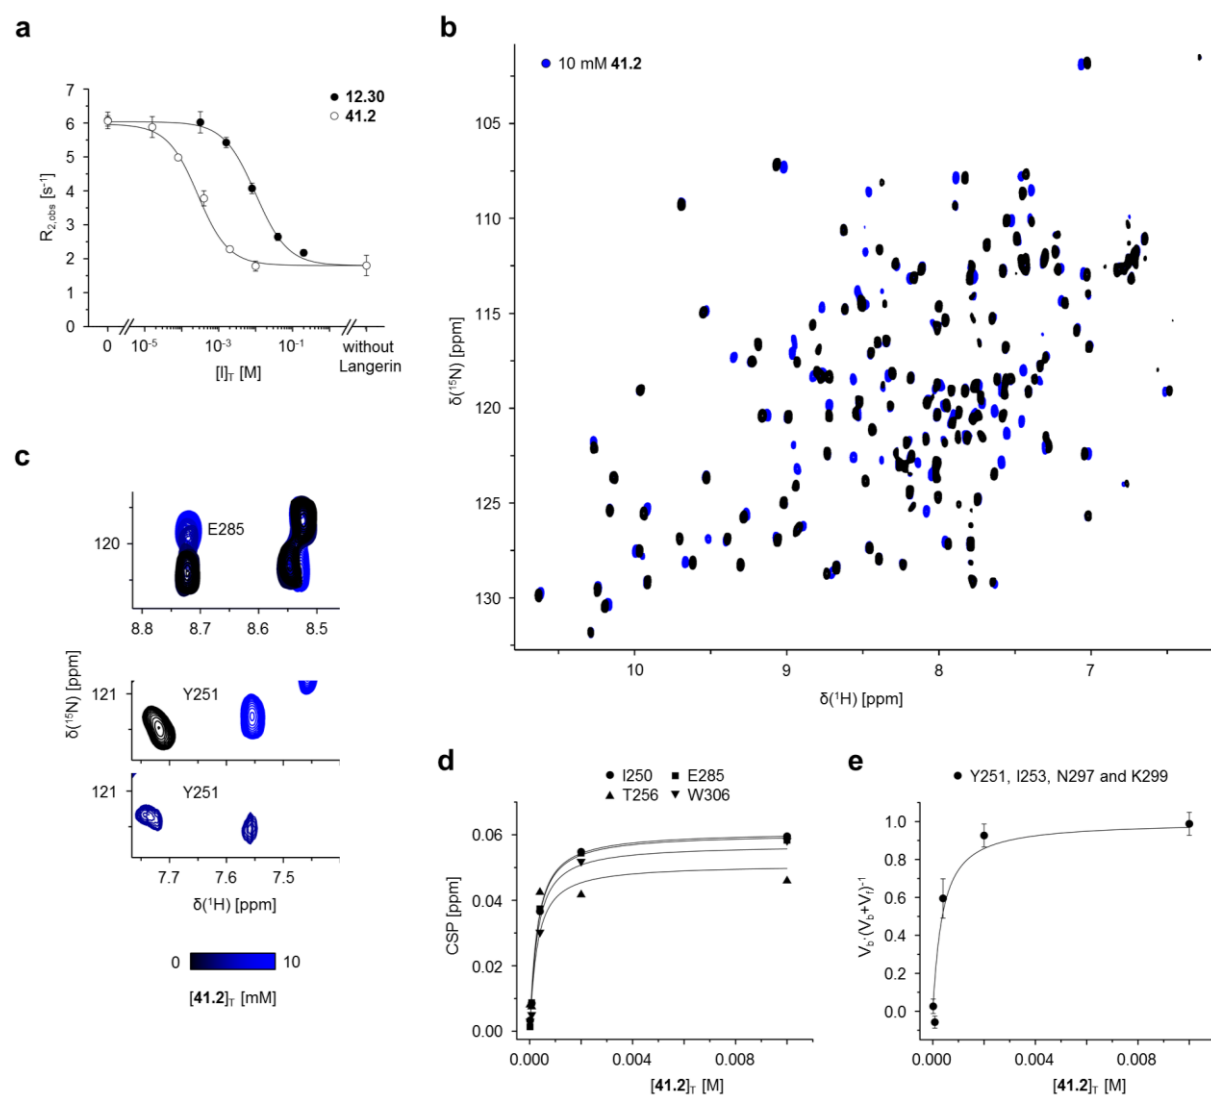 a
7
6
5
4
3
2
1
0
R2,obs [s-1]
12.30
41.2
0
10-5
10-3
10-1
without
Langerin
[I]T [M]
b
10 mM 41.2
105
110
115
120
125
130
δ(15N) [ppm]
10
9
8
7
δ(1H) [ppm]
c
E285
120
8.8
8.7
8.6
8.5
δ(15N) [ppm]
121
Y251
121
Y251
7.7
7.6
7.5
δ(1H) [ppm]
0
10
[41.2]T [mM]
d
I250
E285
T256
W306
0.06
0.04
0.02
0.00
CSP [ppm]
0.000
0.004
0.008
[41.2]T [M]
e
Y251, I253, N297 and K299
1.0
0.8
0.6
0.4
0.2
0.0
Vb·(Vb+Vf)-1
0.000
0.004
0.008
[41.2]T [M]